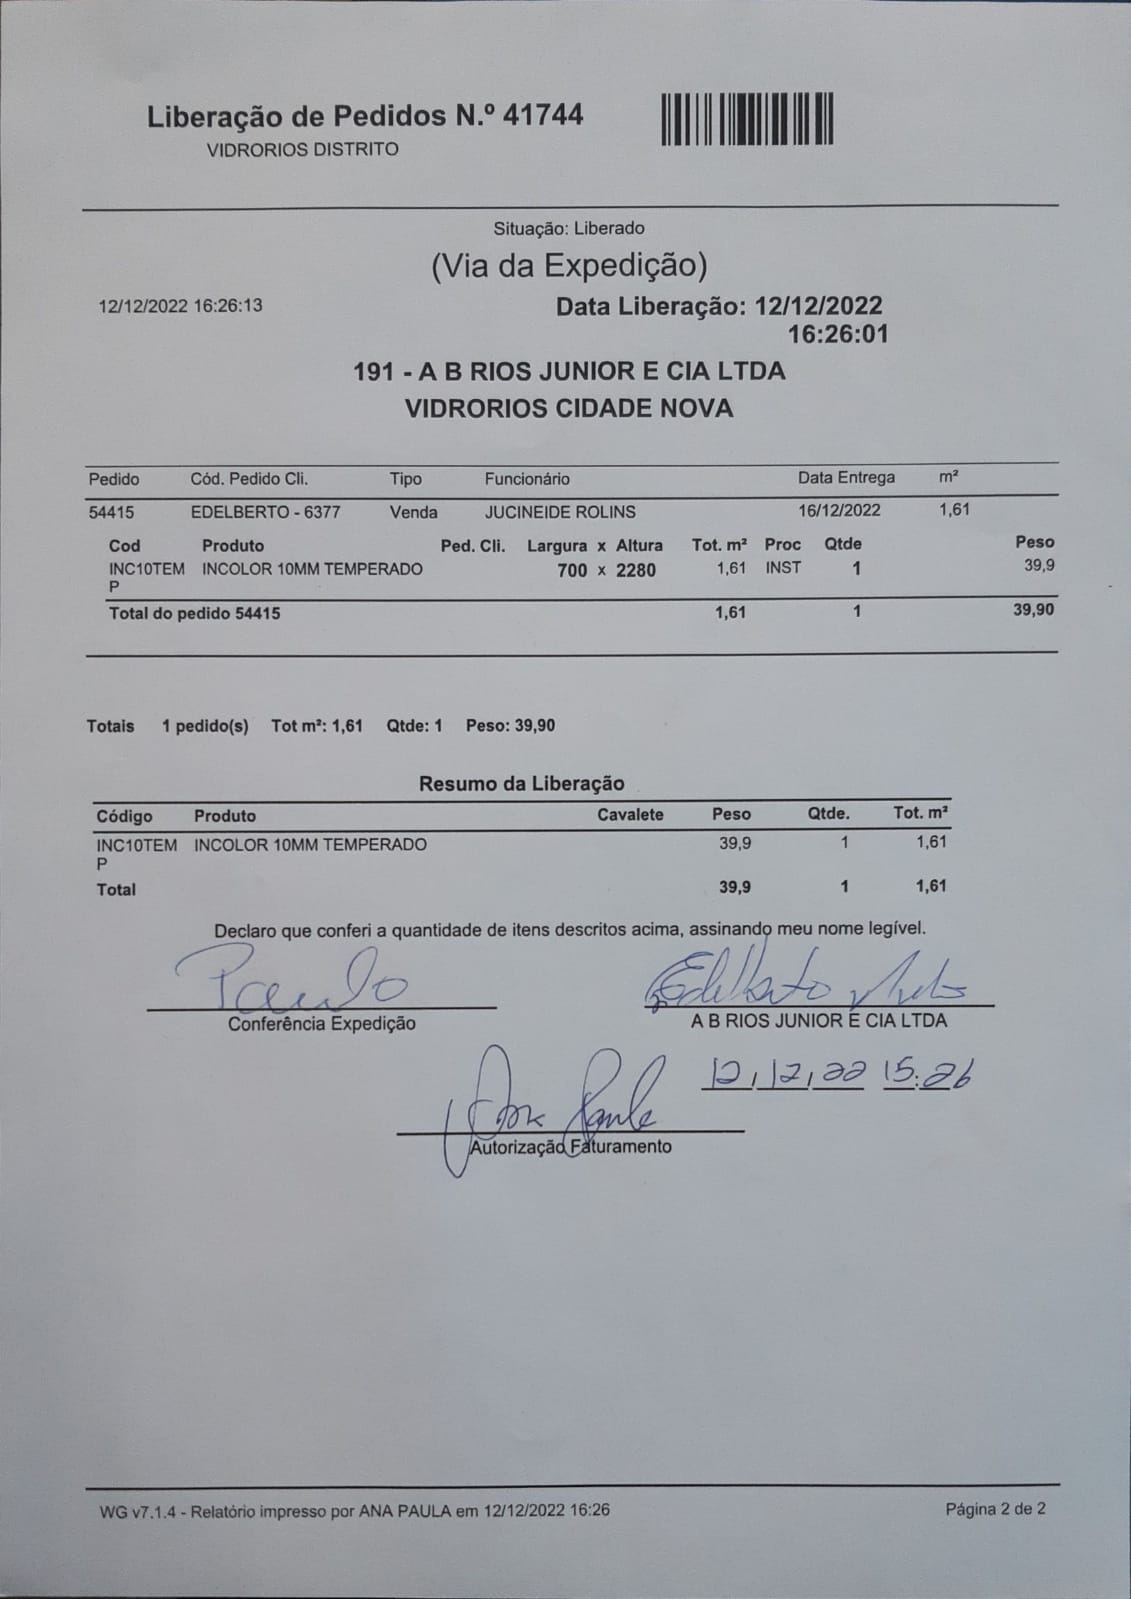 Liberação de Pedidos N.º 41744
VIDRORIOS DISTRITO
Situação: Liberado
(Via da Expedição)
12/12/2022 16:26:13
Data Liberação: 12/12/2022
16:26:01
191 - A B RIOS JUNIOR E CIA LTDA
VIDRORIOS CIDADE NOVA
Pedido Cód. Pedido Cli. Tipo Funcionário Data Entrega m²
54415 EDELBERTO - 6377 Venda JUCINEIDE ROLINS 16/12/2022 1,61
Cod Produto Ped. Cli. Largura x Altura Tot. m² Proc Qtde Peso
INC10TEM INCOLOR 10MM TEMPERADO 700 x 2280 1,61 INST 1 39,9
P
Total do pedido 54415 1,61 1 39,90
Totais 1 pedido(s) Tot m²: 1,61 Qtde: 1 Peso: 39,90
Resumo da Liberação
Código Produto Cavalete Peso Qtde. Tot. m²
INC10TEM INCOLOR 10MM TEMPERADO 39,9 1 1,61
P
Total 39,9 1 1,61
Declaro que conferi a quantidade de itens descritos acima, assinando meu nome legível.
Paulo Edelberto
Conferência Expedição A B RIOS JUNIOR E CIA LTDA
12,12,22 15:26
Ana Paula
Autorização Faturamento
WG v7.1.4 - Relatório impresso por ANA PAULA em 12/12/2022 16:26 Página 2 de 2